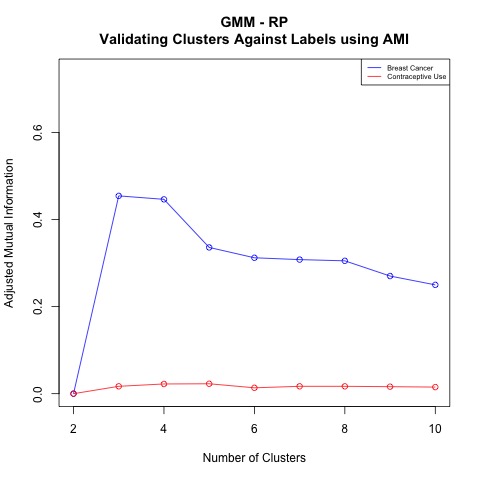 GMM - RP
Validating Clusters Against Labels using AMI
Breast Cancer
Contraceptive Use
Adjusted Mutual Information
0.6
0.4
0.2
0.0
2
4
6
8
10
Number of Clusters